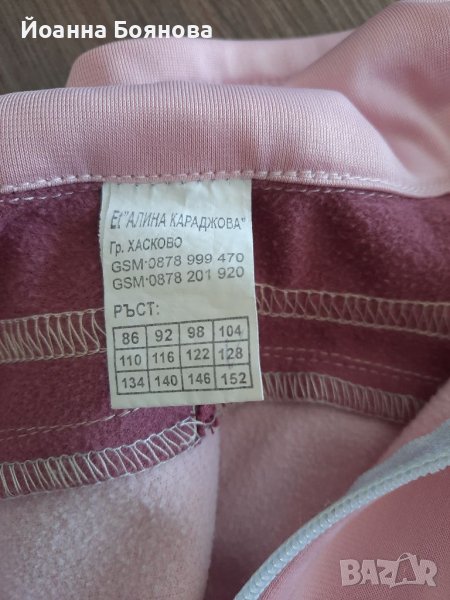 Йоанна Боянова
ЕТ"АЛИНА КАРАДЖОВА"
Гр. ХАСКОВО
GSM·0878 999 470
GSM·0878 201 920
РЪСТ:
86 92 98 104
110 116 122 128
134 140 146 152
BAZAR